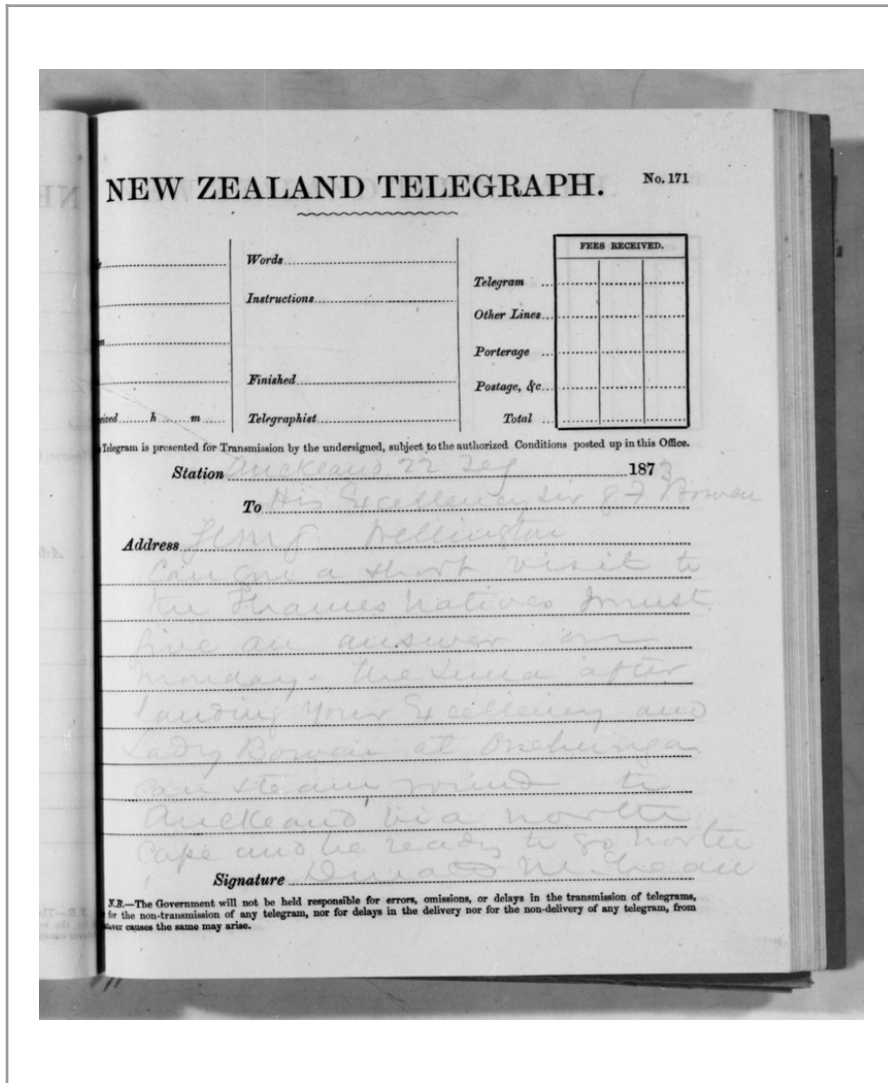 NEW ZEALAND TELEGRAPH. No. 171
FEES RECEIVED.
Words
Instructions
Telegram
Other Lines
Porterage
Finished
Postage, &c
h m Telegraphist
Total
Telegram is presented for Transmission by the undersigned, subject to the authorized Conditions posted up in this Office.
Station Auckland 22 1873
To His Excellency Sir G F Bowen
Address Wellington
a short visit to
the Thames Natives I must
give an answer on
monday. the Luna after
landing Your Excellency and
Lady Bowen at Onehunga
can steam round to
Auckland via North
Cape and be ready to go North
Signature Donald McLean
N.B.—The Government will not be held responsible for errors, omissions, or delays in the transmission of telegrams,
for the non-transmission of any telegram, nor for delays in the delivery nor for the non-delivery of any telegram, from
causes the same may arise.